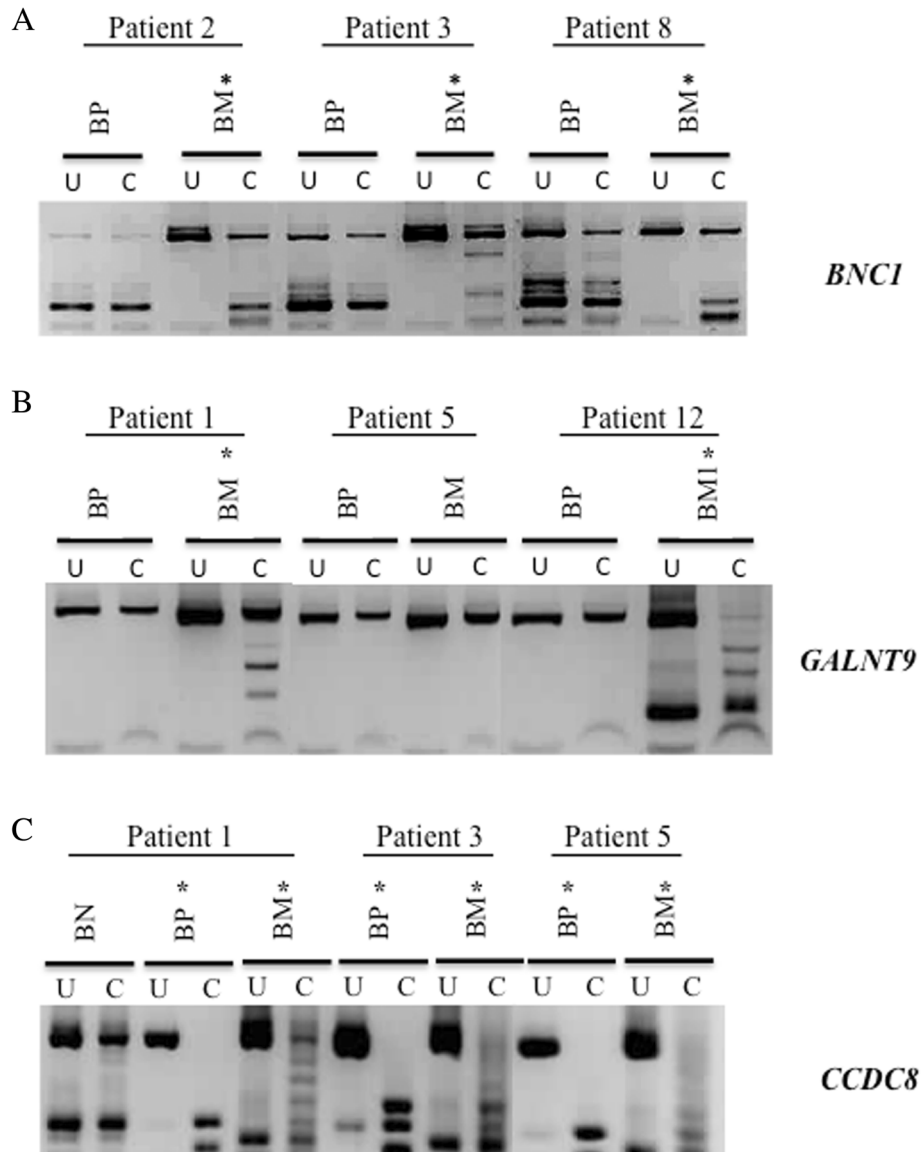 A
Patient 2 Patient 3 Patient 8
BP BM* BP BM* BP BM*
U C U C U C U C U C U C
BNC1
B
Patient 1 Patient 5 Patient 12
BP BM * BP BM BP BM1*
U C U C U C U C U C U C
GALNT9
C
Patient 1 Patient 3 Patient 5
BN BP * BM* BP * BM* BP * BM*
U C U C U C U C U C U C U C
CCDC8